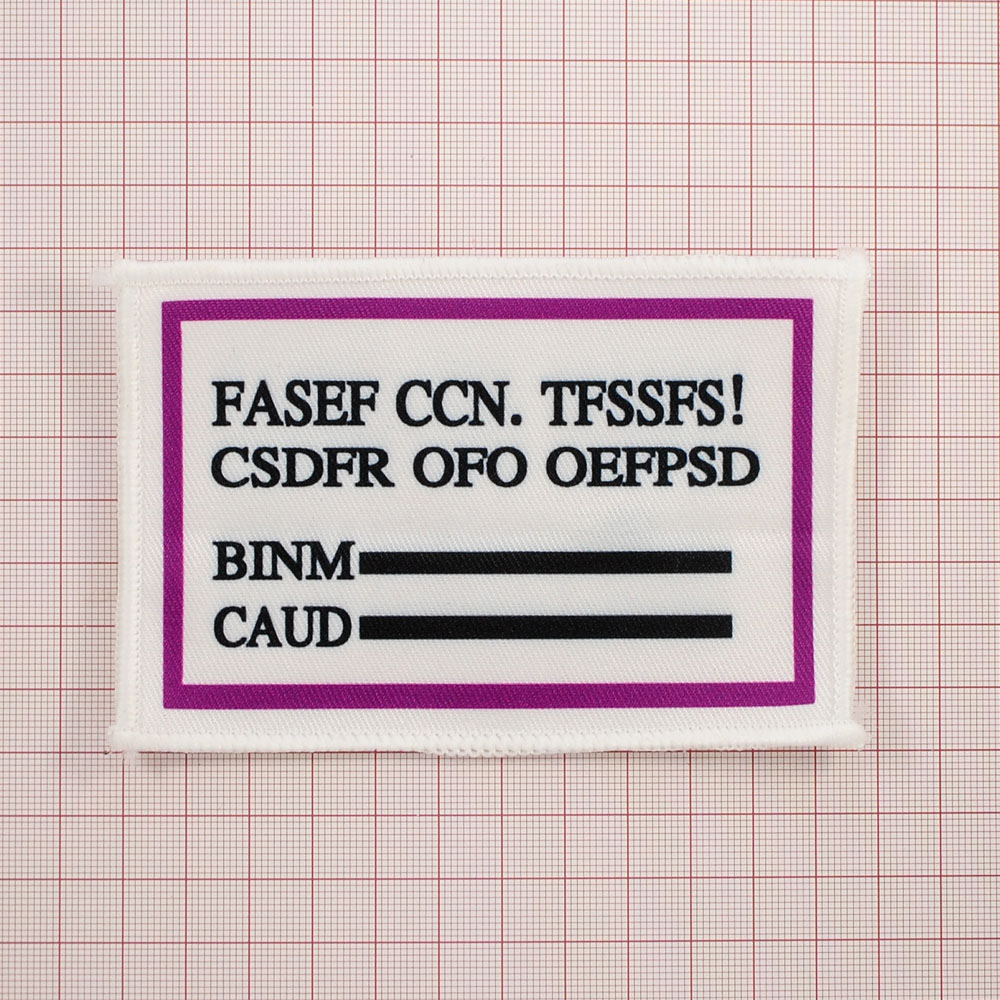 FASEF CCN. TFSSFS!
CSDFR OFO OEFPSD
BINM
CAUD